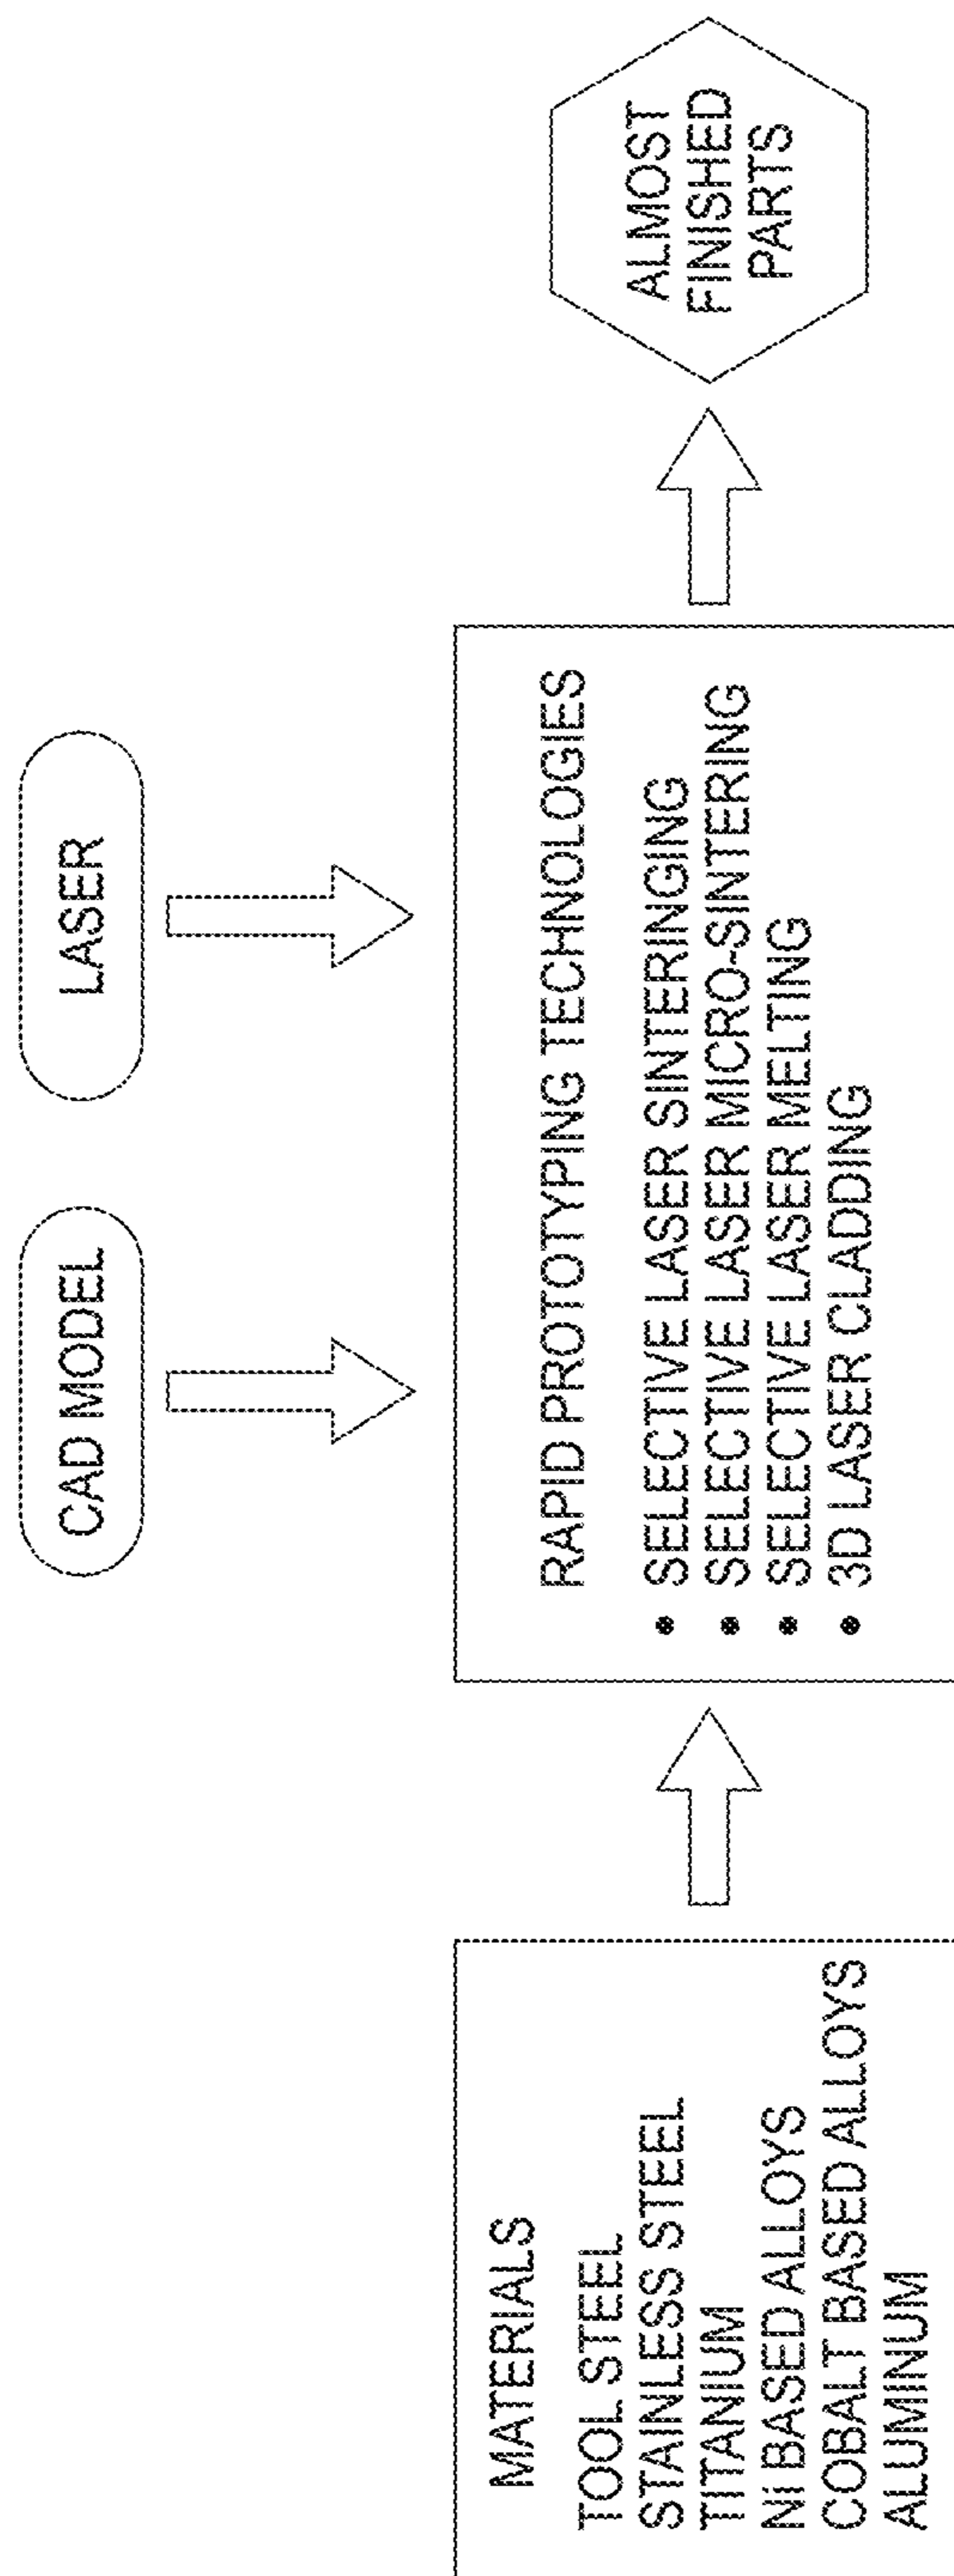 CAD MODEL
LASER
MATERIALS
TOOL STEEL
STAINLESS STEEL
TITANIUM
Ni BASED ALLOYS
COBALT BASED ALLOYS
ALUMINUM
RAPID PROTOTYPING TECHNOLOGIES
• SELECTIVE LASER SINTERINGING
• SELECTIVE LASER MICRO-SINTERING
• SELECTIVE LASER MELTING
• 3D LASER CLADDING
ALMOST
FINISHED
PARTS